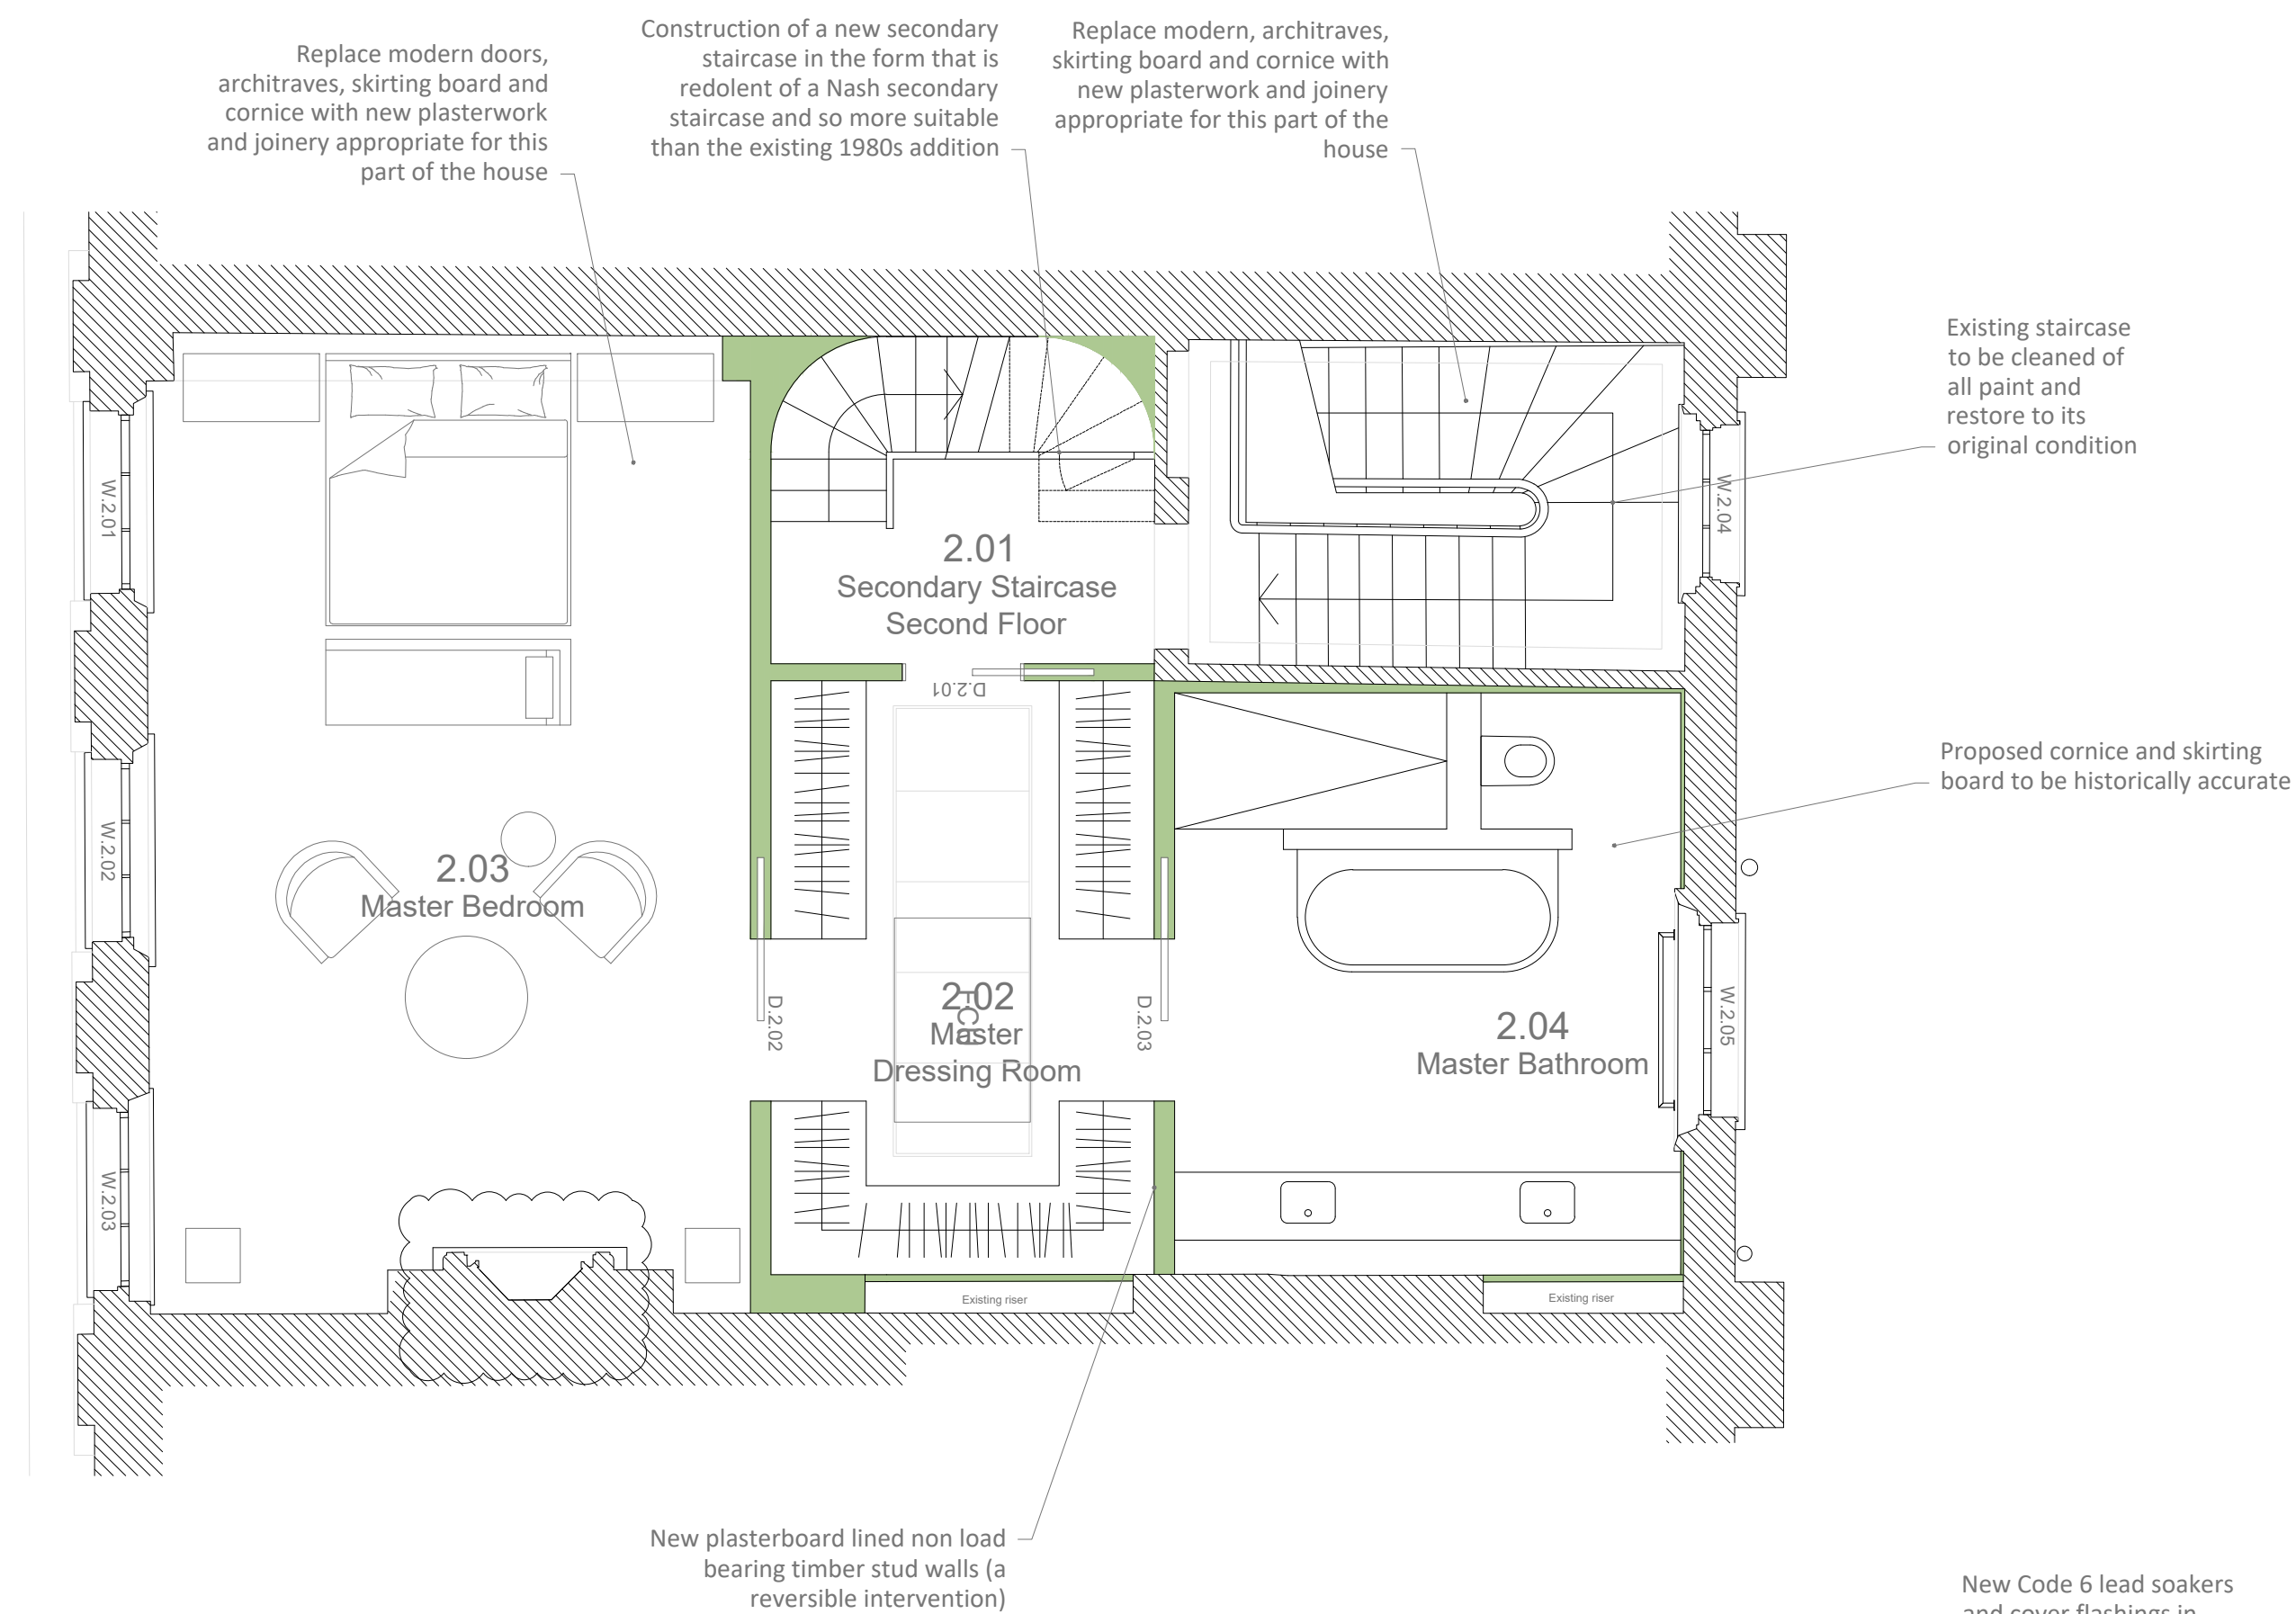 Replace modern doors,
architraves, skirting board and
cornice with new plasterwork
and joinery appropriate for this
part of the house
Construction of a new secondary
staircase in the form that is
redolent of a Nash secondary
staircase and so more suitable
than the existing 1980s addition
Replace modern, architraves,
skirting board and cornice with
new plasterwork and joinery
appropriate for this part of the
house
Existing staircase
to be cleaned of
all paint and
restore to its
original condition
W.2.01
W.2.04
2.01
Secondary Staircase
Second Floor
D.2.01
Proposed cornice and skirting
board to be historically accurate
W.2.02
2.03
Master Bedroom
D.2.02
2.02
FCU
Master
Dressing Room
D.2.03
2.04
Master Bathroom
W.2.05
W.2.03
Existing riser
Existing riser
New plasterboard lined non load
bearing timber stud walls (a
reversible intervention)
New Code 6 lead soakers
and cover flashings in